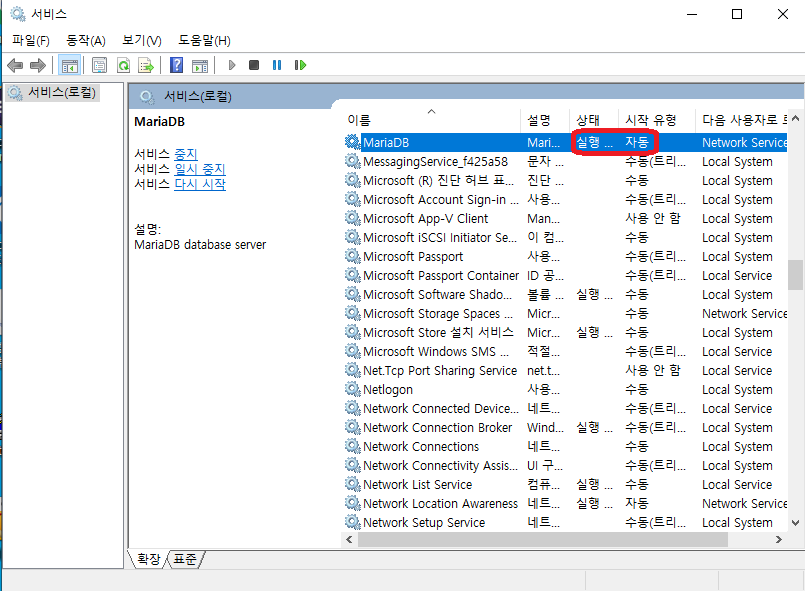 서비스
파일(F) 동작(A) 보기(V) 도움말(H)
서비스(로컬)
서비스(로컬)
MariaDB
서비스 중지
서비스 일시 중지
서비스 다시 시작
설명:
MariaDB database server
이름 설명 상태 시작 유형 다음 사용자로 로
MariaDB Mari... 실행 ... 자동 Network Service
MessagingService_f425a58 문자 ... 수동(트리... Local System
Microsoft (R) 진단 허브 표... 진단 ... 수동 Local System
Microsoft Account Sign-in ... 사용... 수동(트리... Local System
Microsoft App-V Client Man... 사용 안 함 Local System
Microsoft iSCSI Initiator Se... 이 컴... 수동 Local System
Microsoft Passport 사용... 수동(트리... Local System
Microsoft Passport Container ID 공... 수동(트리... Local Service
Microsoft Software Shado... 볼륨 ... 실행 ... 수동 Local System
Microsoft Storage Spaces ... Micr... 수동 Network Service
Microsoft Store 설치 서비스 Micr... 실행 ... 수동 Local System
Microsoft Windows SMS ... 적절... 수동(트리... Local Service
Net.Tcp Port Sharing Service net.t... 사용 안 함 Local Service
Netlogon 사용... 수동 Local System
Network Connected Device... 네트... 수동(트리... Local Service
Network Connection Broker Wind... 실행 ... 수동(트리... Local System
Network Connections 네트... 수동 Local System
Network Connectivity Assis... UI 구... 수동(트리... Local System
Network List Service 컴퓨... 실행 ... 수동 Local Service
Network Location Awareness 네트... 실행 ... 자동 Network Service
Network Setup Service 네트... 수동(트리... Local System
확장 표준